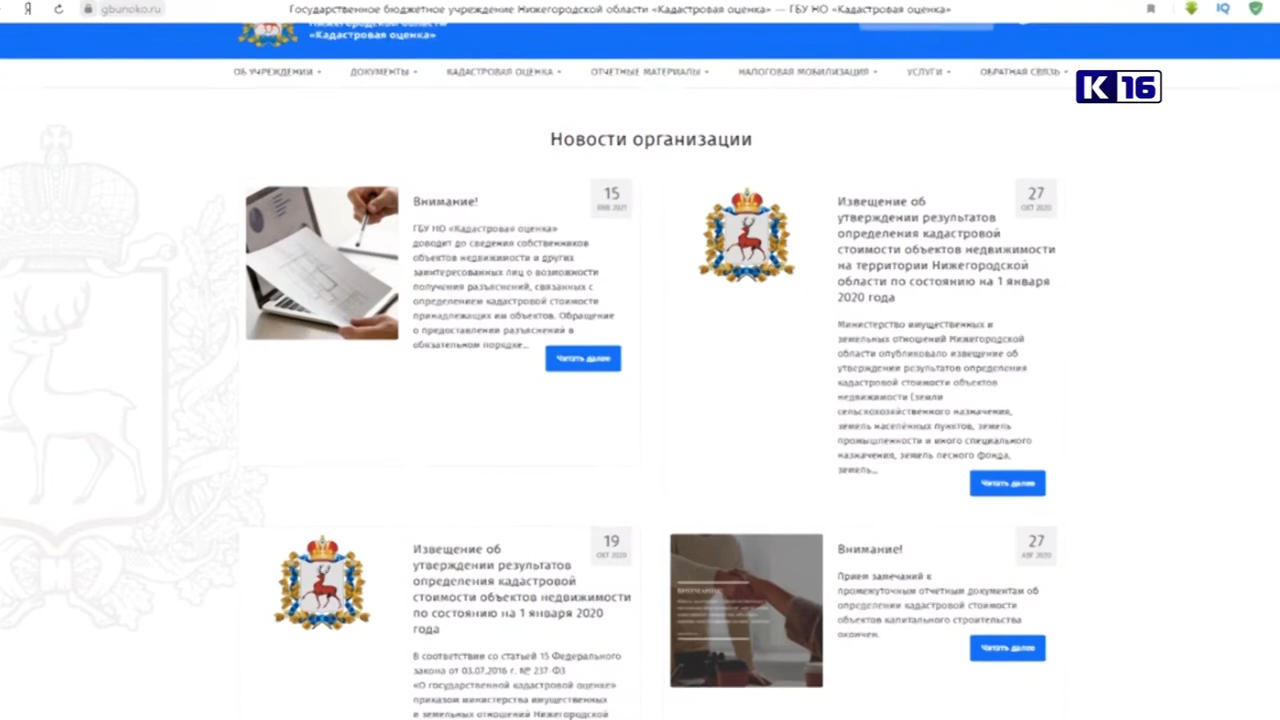 gbunoko.ru
Государственное бюджетное учреждение Нижегородской области «Кадастровая оценка» — ГБУ НО «Кадастровая оценка»
IQ
Нижегородской области
«Кадастровая оценка»
ОБ УЧРЕЖДЕНИИ
ДОКУМЕНТЫ
КАДАСТРОВАЯ ОЦЕНКА
ОТЧЕТНЫЕ МАТЕРИАЛЫ
НАЛОГОВАЯ МОБИЛИЗАЦИЯ
УСЛУГИ
ОБРАТНАЯ СВЯЗЬ
К 16
Новости организации
15
ЯНВ 2021
Внимание!
ГБУ НО «Кадастровая оценка»
доводит до сведения собственников
объектов недвижимости и других
заинтересованных лиц о возможности
получения разъяснений, связанных с
определением кадастровой стоимости
принадлежащих им объектов. Обращение
о предоставлении разъяснений в
обязательном порядке...
Читать далее
27
ОКТ 2020
Извещение об
утверждении результатов
определения кадастровой
стоимости объектов недвижимости
на территории Нижегородской
области по состоянию на 1 января
2020 года
Министерство имущественных и
земельных отношений Нижегородской
области опубликовало извещение об
утверждении результатов определения
кадастровой стоимости объектов
недвижимости (земли
сельскохозяйственного назначения,
земель населённых пунктов, земель
промышленности и иного специального
назначения, земель лесного фонда,
земель...
Читать далее
19
ОКТ 2020
Извещение об
утверждении результатов
определения кадастровой
стоимости объектов недвижимости
по состоянию на 1 января 2020
года
В соответствии со статьей 15 Федерального
закона от 03.07.2016 г. № 237-ФЗ
«О государственной кадастровой оценке»
приказом министерства имущественных
и земельных отношений Нижегородской
27
АВГ 2020
Внимание!
Прием замечаний к
промежуточным отчетным документам об
определении кадастровой стоимости
объектов капитального строительства
окончен.
Читать далее